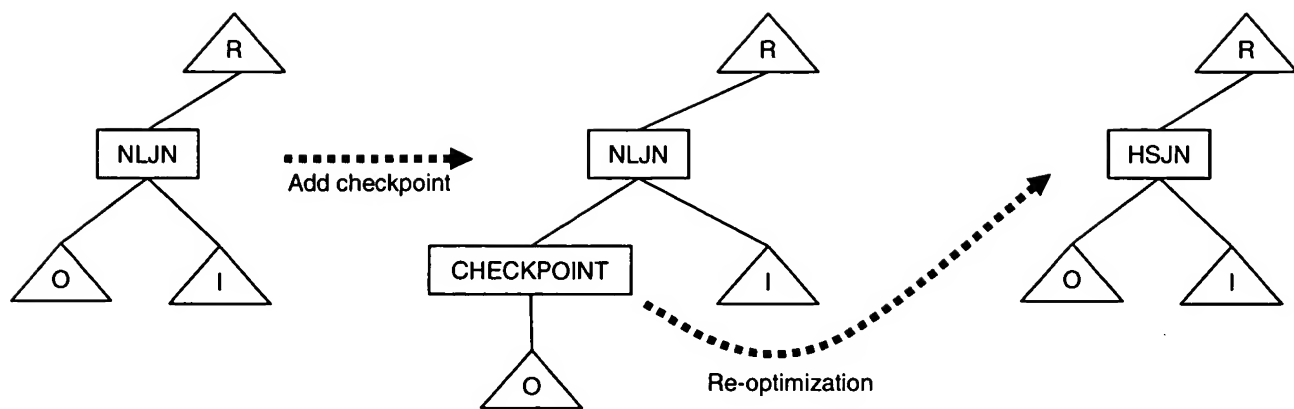 R
NLJN
O
I
Add checkpoint
R
NLJN
CHECKPOINT
I
O
Re-optimization
R
HSJN
O
I